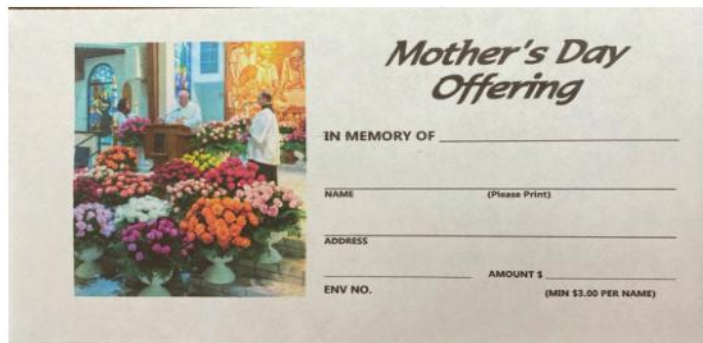 Mother's Day
Offering
IN MEMORY OF
NAME (Please Print)
ADDRESS
AMOUNT $
ENV NO. (MIN $3.00 PER NAME)